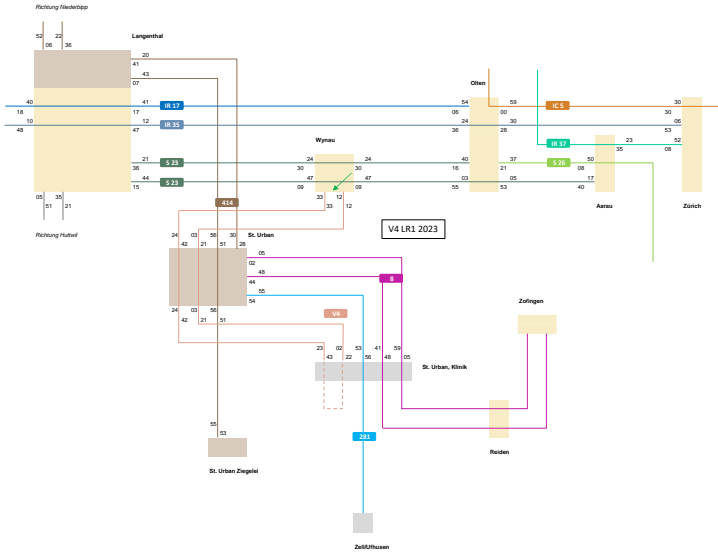 Richtung Niederbipp
52 22
06 36
Langenthal
20
41
43
07
Olten
40 41 IR 17 54 59 IC 5 30
18 17 06 00
10 12 IR 35 24 30 06
48 47 36 28 53
IR 37 23 52
Wynau 35 08
21 S 23 24 24 40 37 S 26 50
36 30 30 16 21 08
44 S 23 47 47 03 05 17
15 09 09 55 53 40
05 35
51 21
414
33 12
33 12
Aarau Zürich
Richtung Huttwil
V4 LR1 2023
24 03 56 30 St. Urban
42 21 51 28
05
02
48 8
44
55
54
24 03 56
42 21 51
V4
Zofingen
23 02 53 41 59
43 22 56 48 05
St. Urban, Klinik
55
53
281
Reiden
St. Urban Ziegelei
Zell/Ufhusen